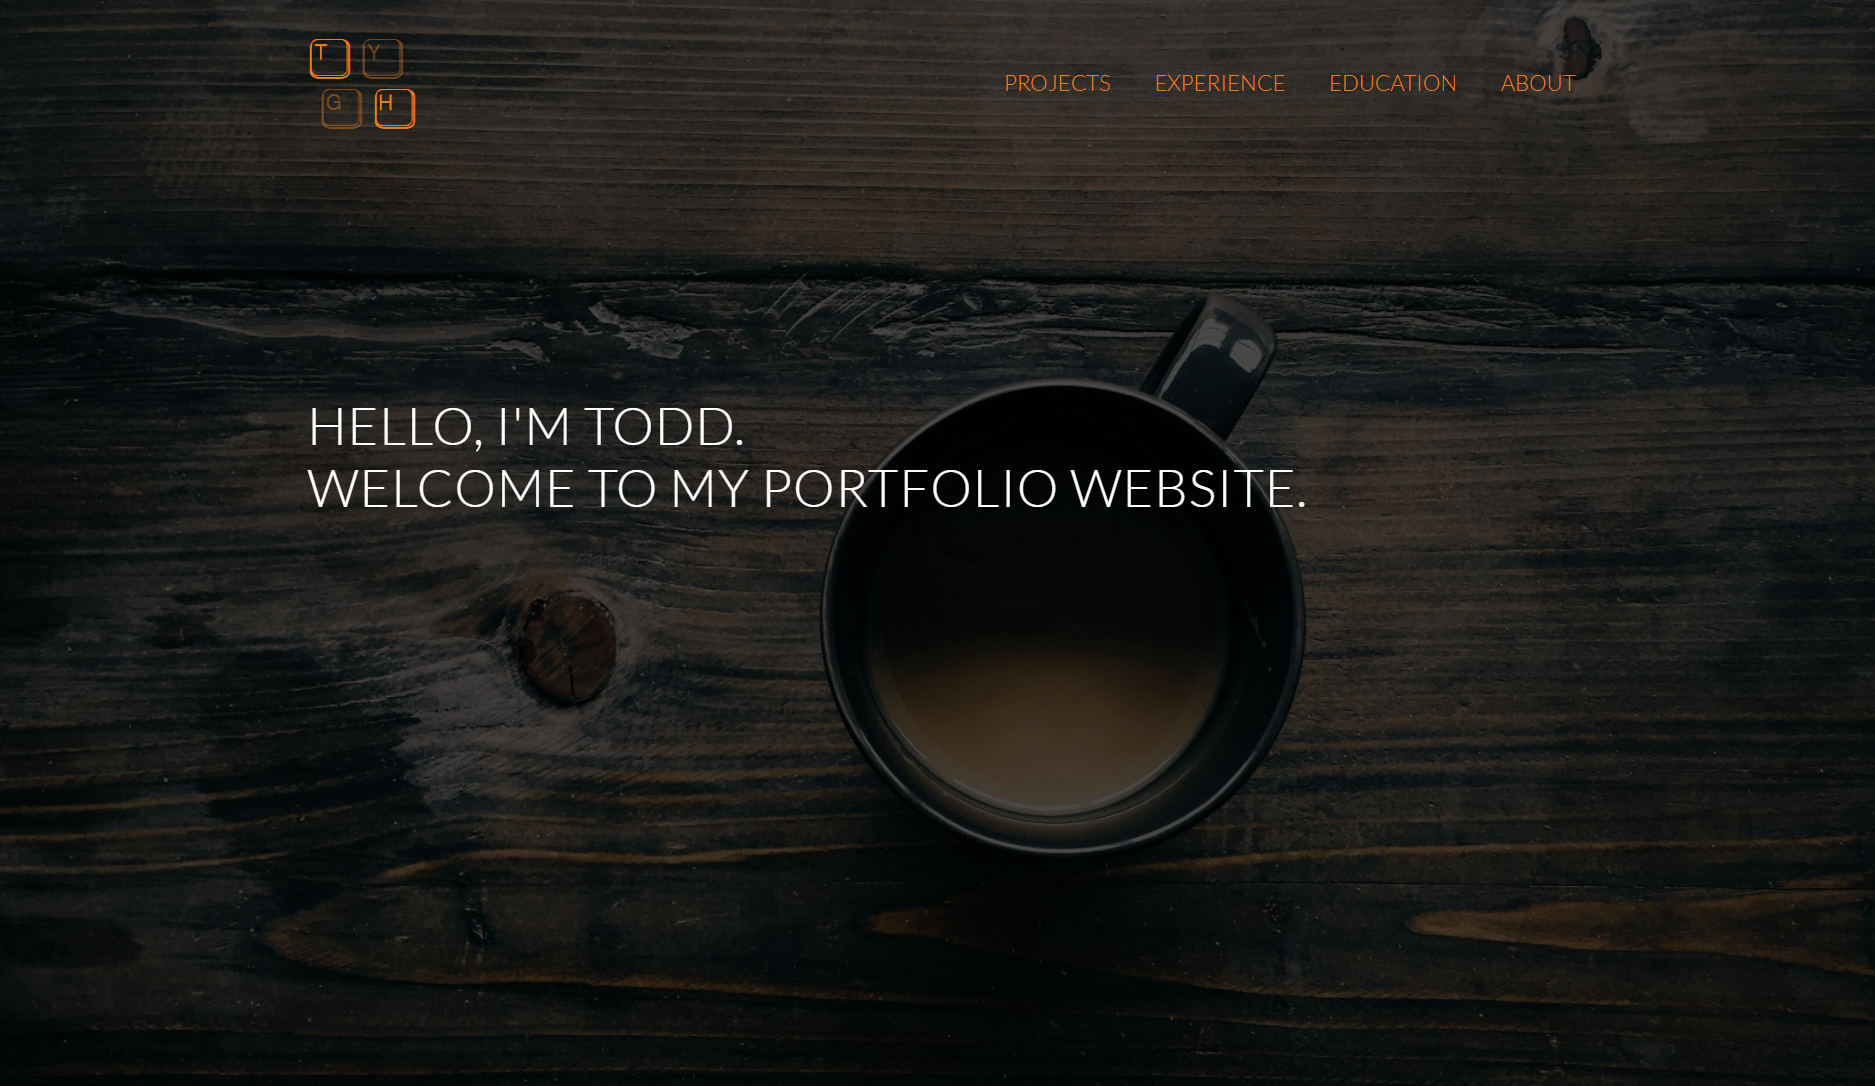 T Y
G H
PROJECTS EXPERIENCE EDUCATION ABOUT
HELLO, I'M TODD.
WELCOME TO MY PORTFOLIO WEBSITE.